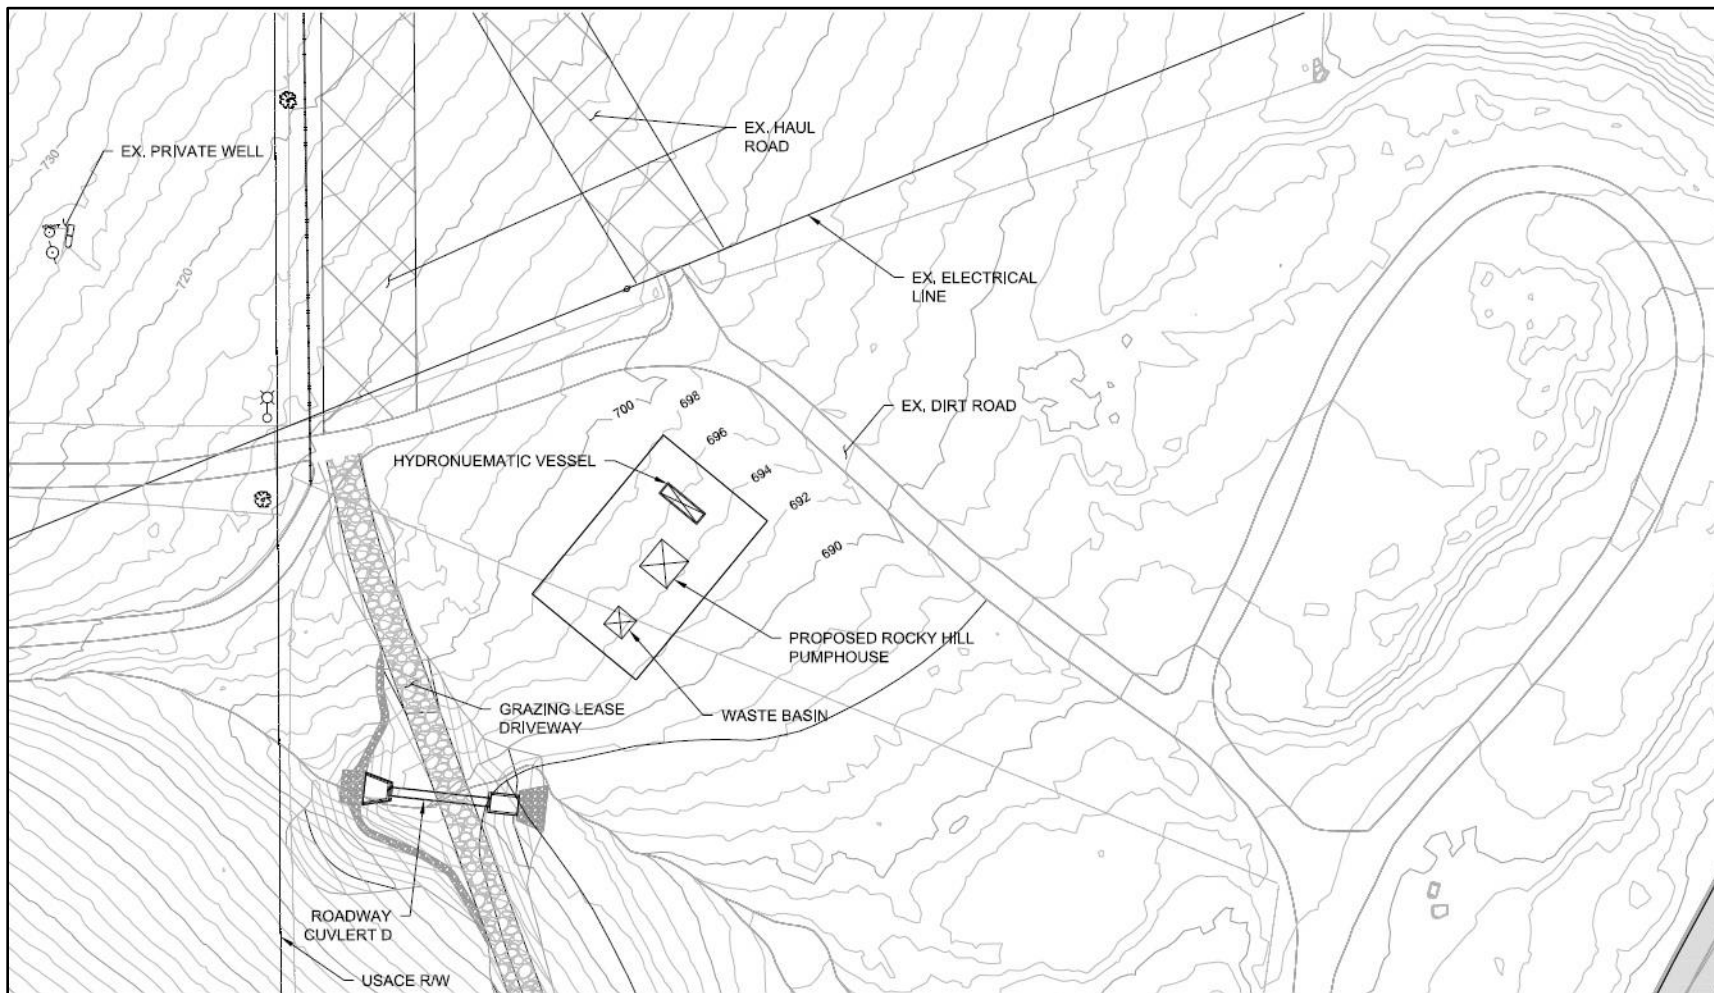 EX. HAUL
ROAD
EX. PRIVATE WELL
730
720
EX. ELECTRICAL
LINE
EX. DIRT ROAD
700
698
696
694
692
690
HYDRONUEMATIC VESSEL
PROPOSED ROCKY HILL
PUMPHOUSE
GRAZING LEASE
DRIVEWAY
WASTE BASIN
ROADWAY
CUVLERT D
USACE R/W